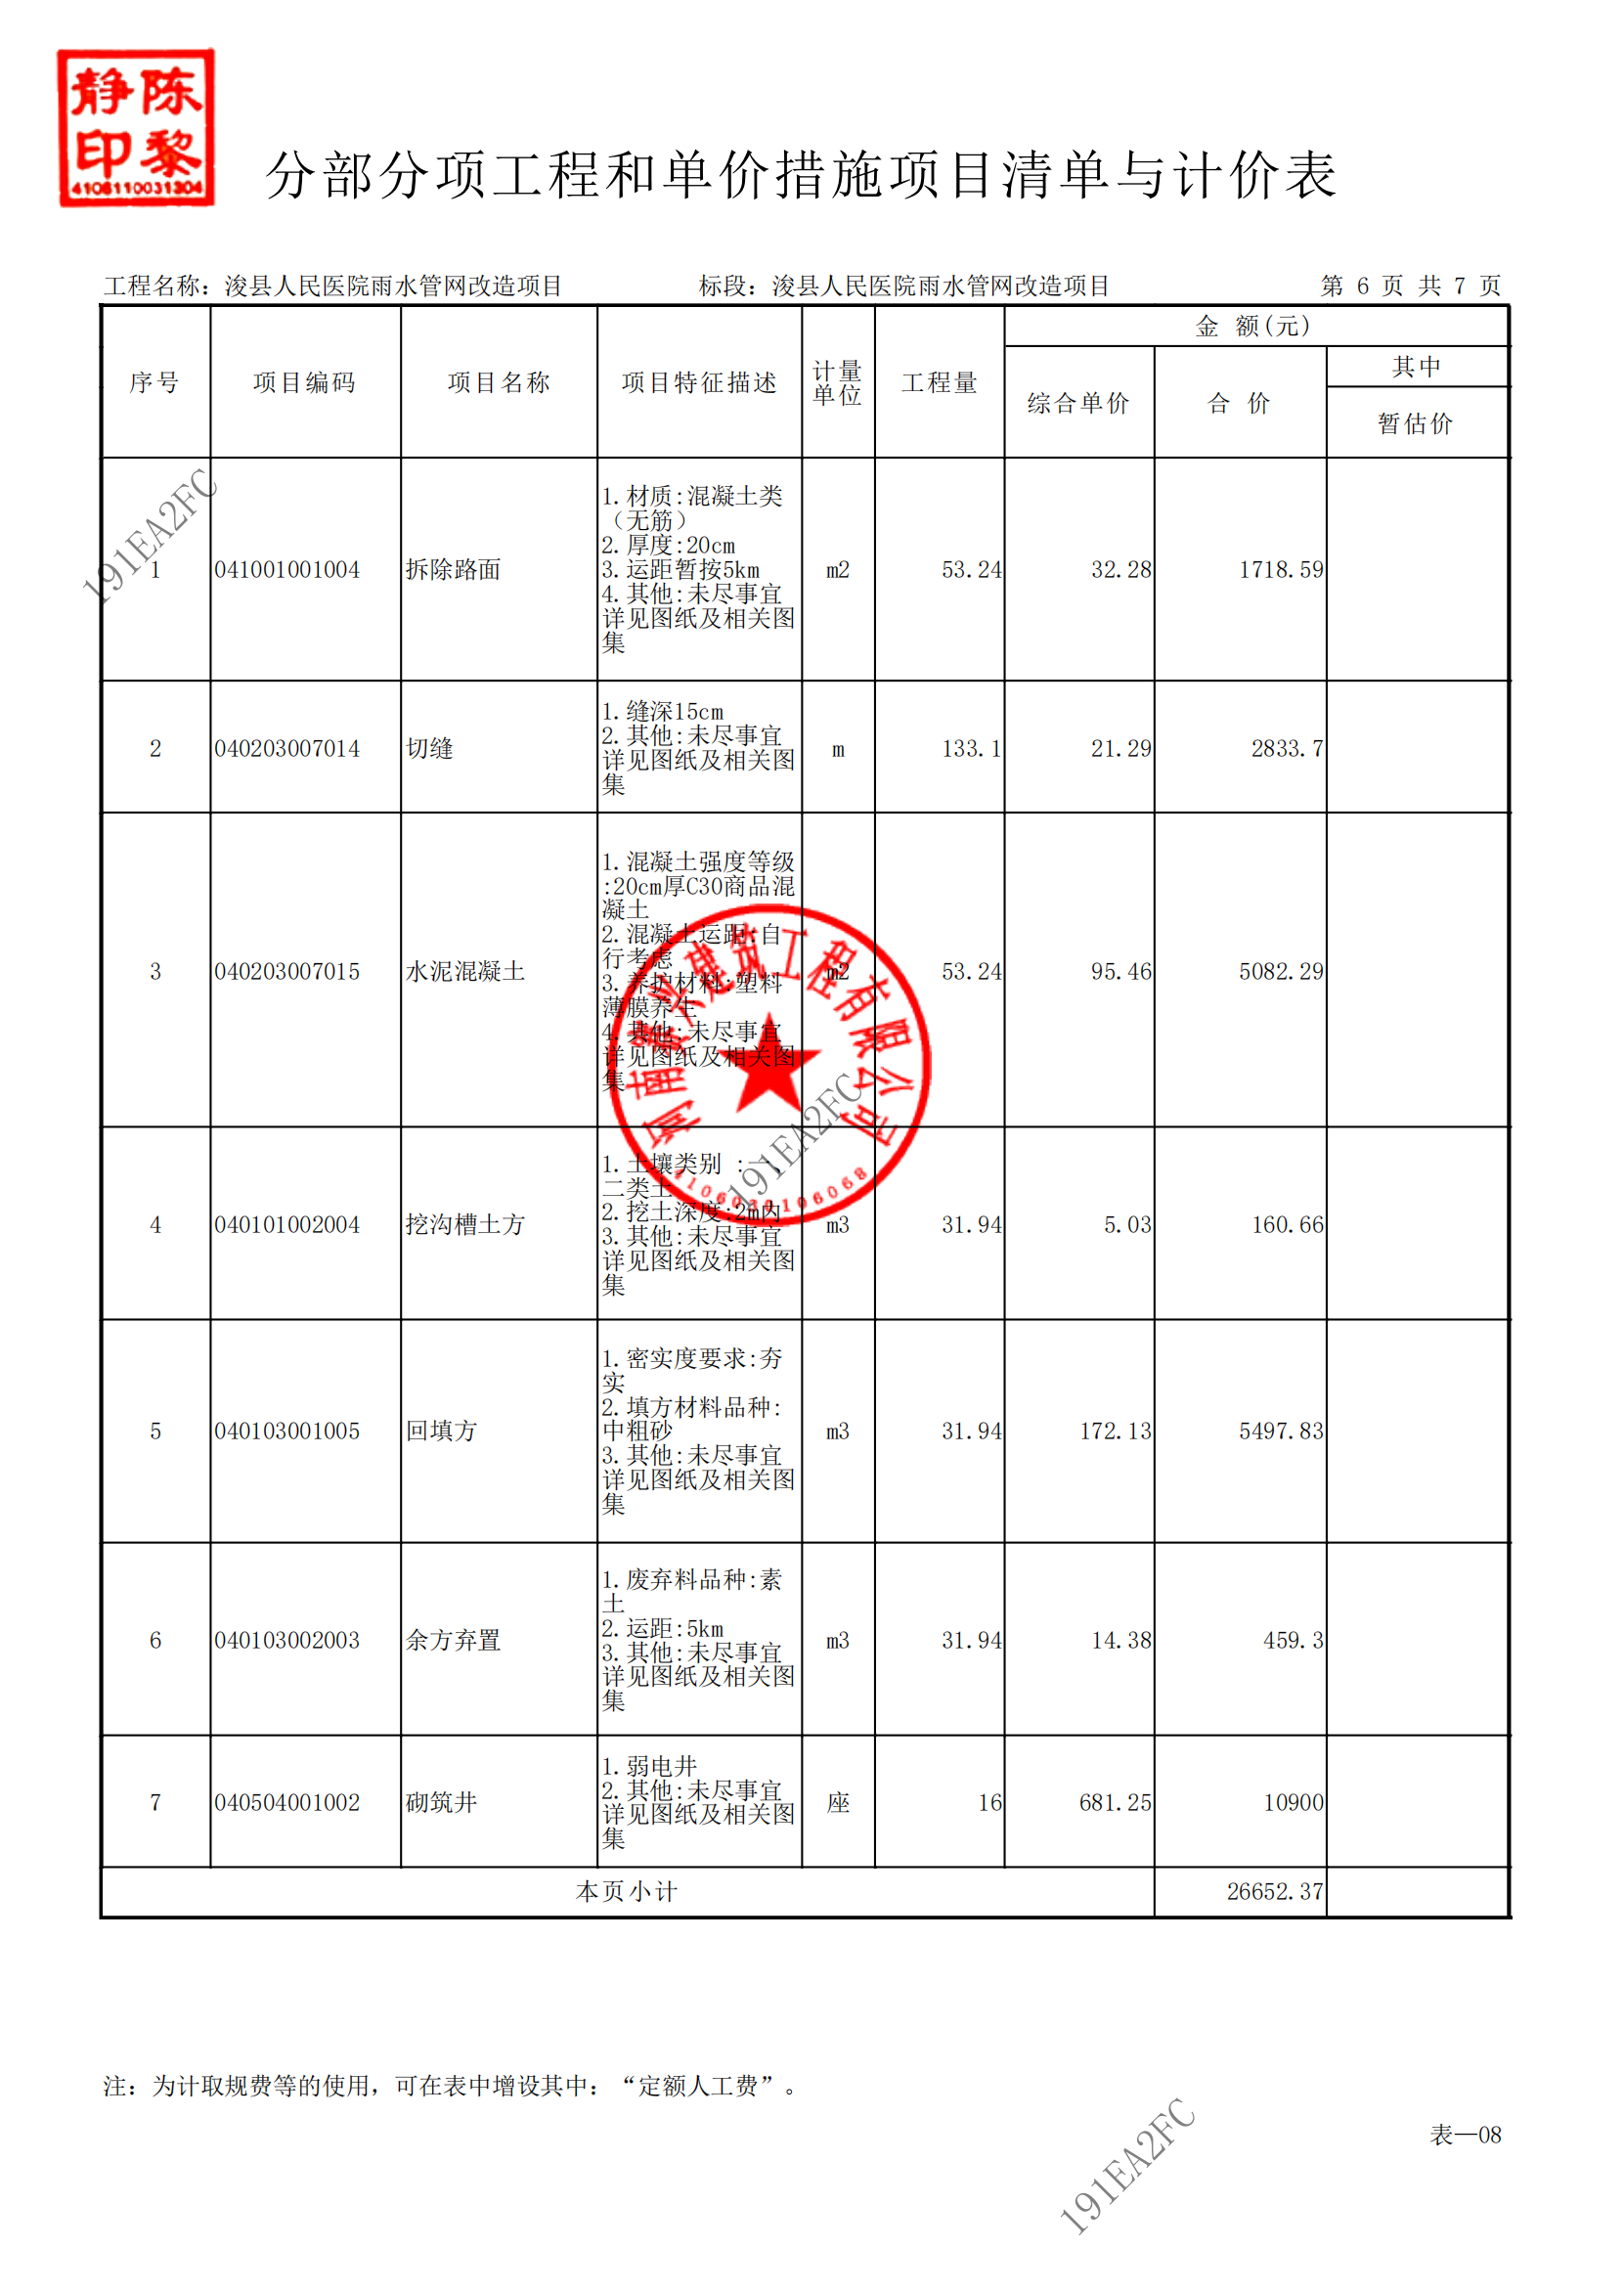 陈黎
静印
4106110031304
分部分项工程和单价措施项目清单与计价表
工程名称：浚县人民医院雨水管网改造项目 标段：浚县人民医院雨水管网改造项目 第 6 页 共 7 页
序号 项目编码 项目名称 项目特征描述 计量单位 工程量 金 额(元)
综合单价 合 价 其中
暂估价
1 041001001004 拆除路面
1.材质:混凝土类
（无筋）
2.厚度:20cm
3.运距暂按5km
4.其他:未尽事宜
详见图纸及相关图
集
m2 53.24 32.28 1718.59
2 040203007014 切缝
1.缝深15cm
2.其他:未尽事宜
详见图纸及相关图
集
m 133.1 21.29 2833.7
3 040203007015 水泥混凝土
1.混凝土强度等级
:20cm厚C30商品混
凝土
2.混凝土运距:自
行考虑
3.养护材料:塑料
薄膜养生
4.其他:未尽事宜
详见图纸及相关图
集
m2 53.24 95.46 5082.29
4 040101002004 挖沟槽土方
1.土壤类别 :一、
二类土
2.挖土深度:2m内
3.其他:未尽事宜
详见图纸及相关图
集
m3 31.94 5.03 160.66
5 040103001005 回填方
1.密实度要求:夯
实
2.填方材料品种:
中粗砂
3.其他:未尽事宜
详见图纸及相关图
集
m3 31.94 172.13 5497.83
6 040103002003 余方弃置
1.废弃料品种:素
土
2.运距:5km
3.其他:未尽事宜
详见图纸及相关图
集
m3 31.94 14.38 459.3
7 040504001002 砌筑井
1.弱电井
2.其他:未尽事宜
详见图纸及相关图
集
座 16 681.25 10900
本页小计 26652.37
注：为计取规费等的使用，可在表中增设其中：“定额人工费”。
表—08
191EA2FC
191EA2FC
191EA2FC
建筑工程有限公司